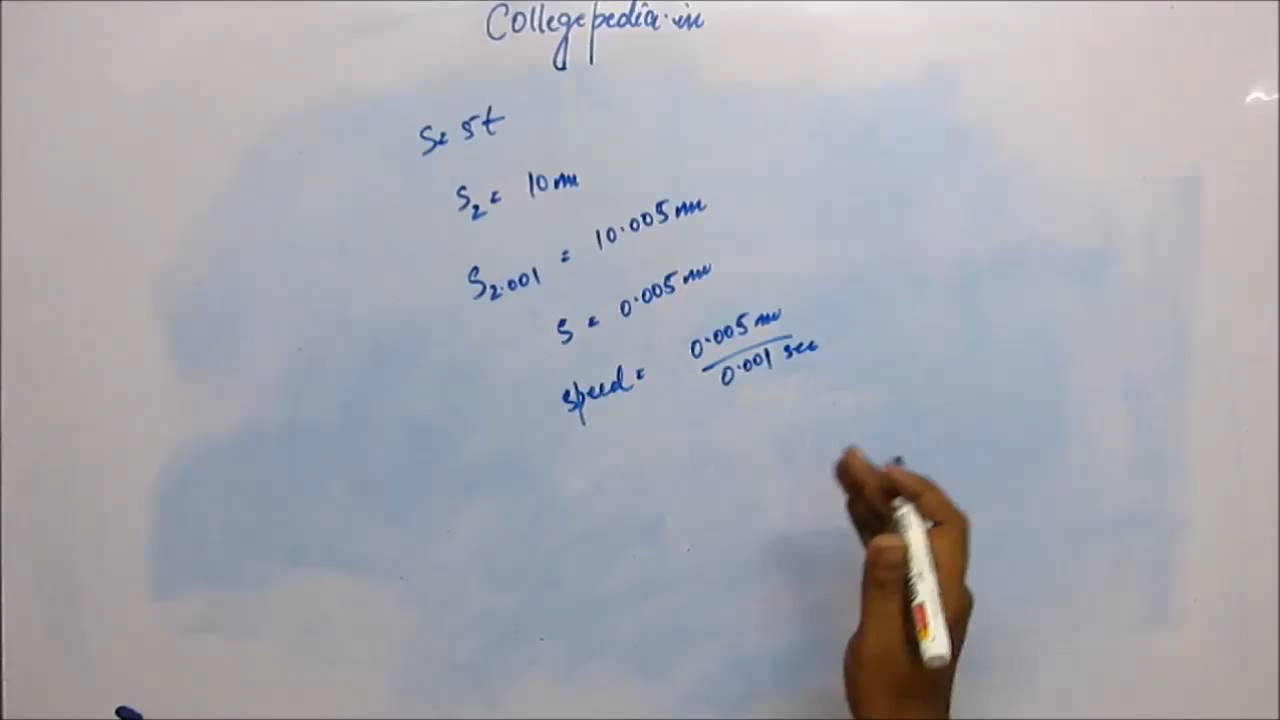 Collegepedia.in
S= 5t
S2 = 10m
S2.001 = 10.005m
S = 0.005m
speed= 0.005m
0.001 sec